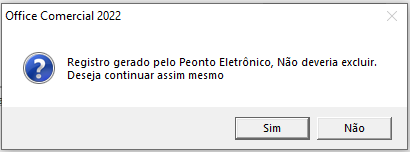 Office Comercial 2022
Registro gerado pelo Peonto Eletrônico, Não deveria excluir.
Deseja continuar assim mesmo
Sim
Não